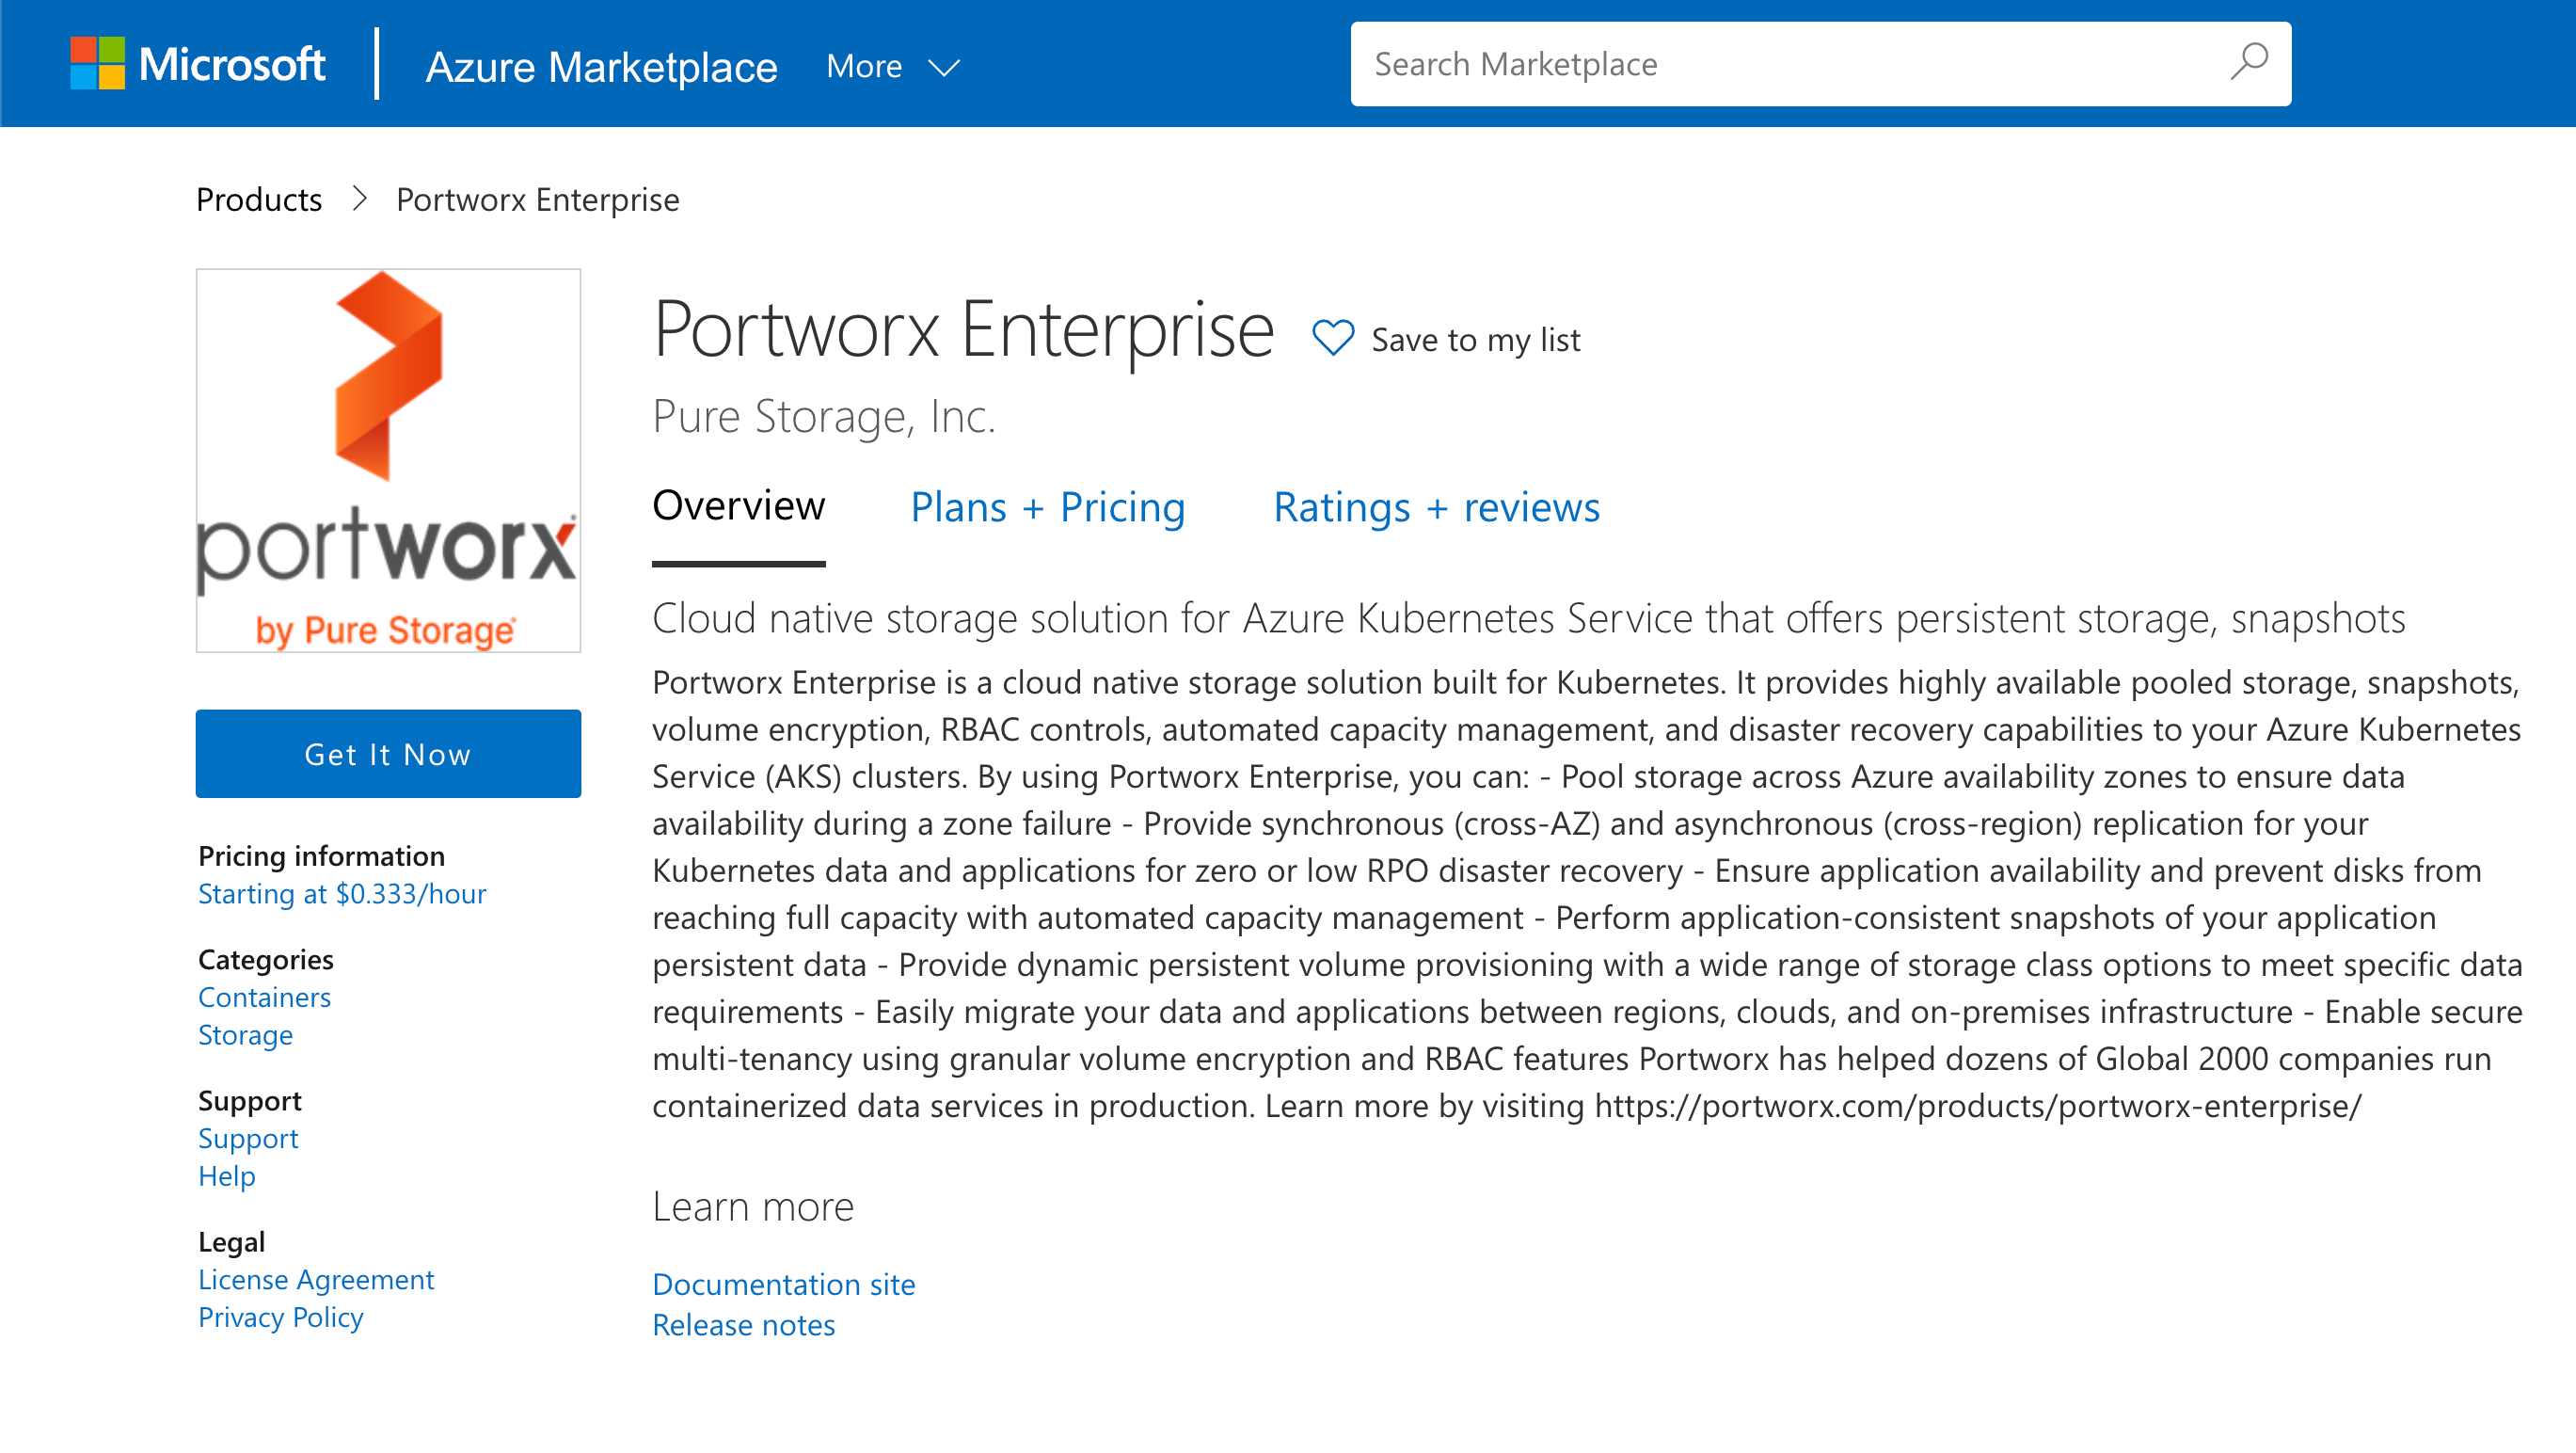 Microsoft
Azure Marketplace
More
Search Marketplace
Products
Portworx Enterprise
portworx
by Pure Storage
Portworx Enterprise
Save to my list
Pure Storage, Inc.
Overview
Plans + Pricing
Ratings + reviews
Cloud native storage solution for Azure Kubernetes Service that offers persistent storage, snapshots
Portworx Enterprise is a cloud native storage solution built for Kubernetes. It provides highly available pooled storage, snapshots,
volume encryption, RBAC controls, automated capacity management, and disaster recovery capabilities to your Azure Kubernetes
Service (AKS) clusters. By using Portworx Enterprise, you can: - Pool storage across Azure availability zones to ensure data
availability during a zone failure - Provide synchronous (cross-AZ) and asynchronous (cross-region) replication for your
Kubernetes data and applications for zero or low RPO disaster recovery - Ensure application availability and prevent disks from
reaching full capacity with automated capacity management - Perform application-consistent snapshots of your application
persistent data - Provide dynamic persistent volume provisioning with a wide range of storage class options to meet specific data
requirements - Easily migrate your data and applications between regions, clouds, and on-premises infrastructure - Enable secure
multi-tenancy using granular volume encryption and RBAC features Portworx has helped dozens of Global 2000 companies run
containerized data services in production. Learn more by visiting https://portworx.com/products/portworx-enterprise/
Learn more
Documentation site
Release notes
Get It Now
Pricing information
Starting at $0.333/hour
Categories
Containers
Storage
Support
Support
Help
Legal
License Agreement
Privacy Policy